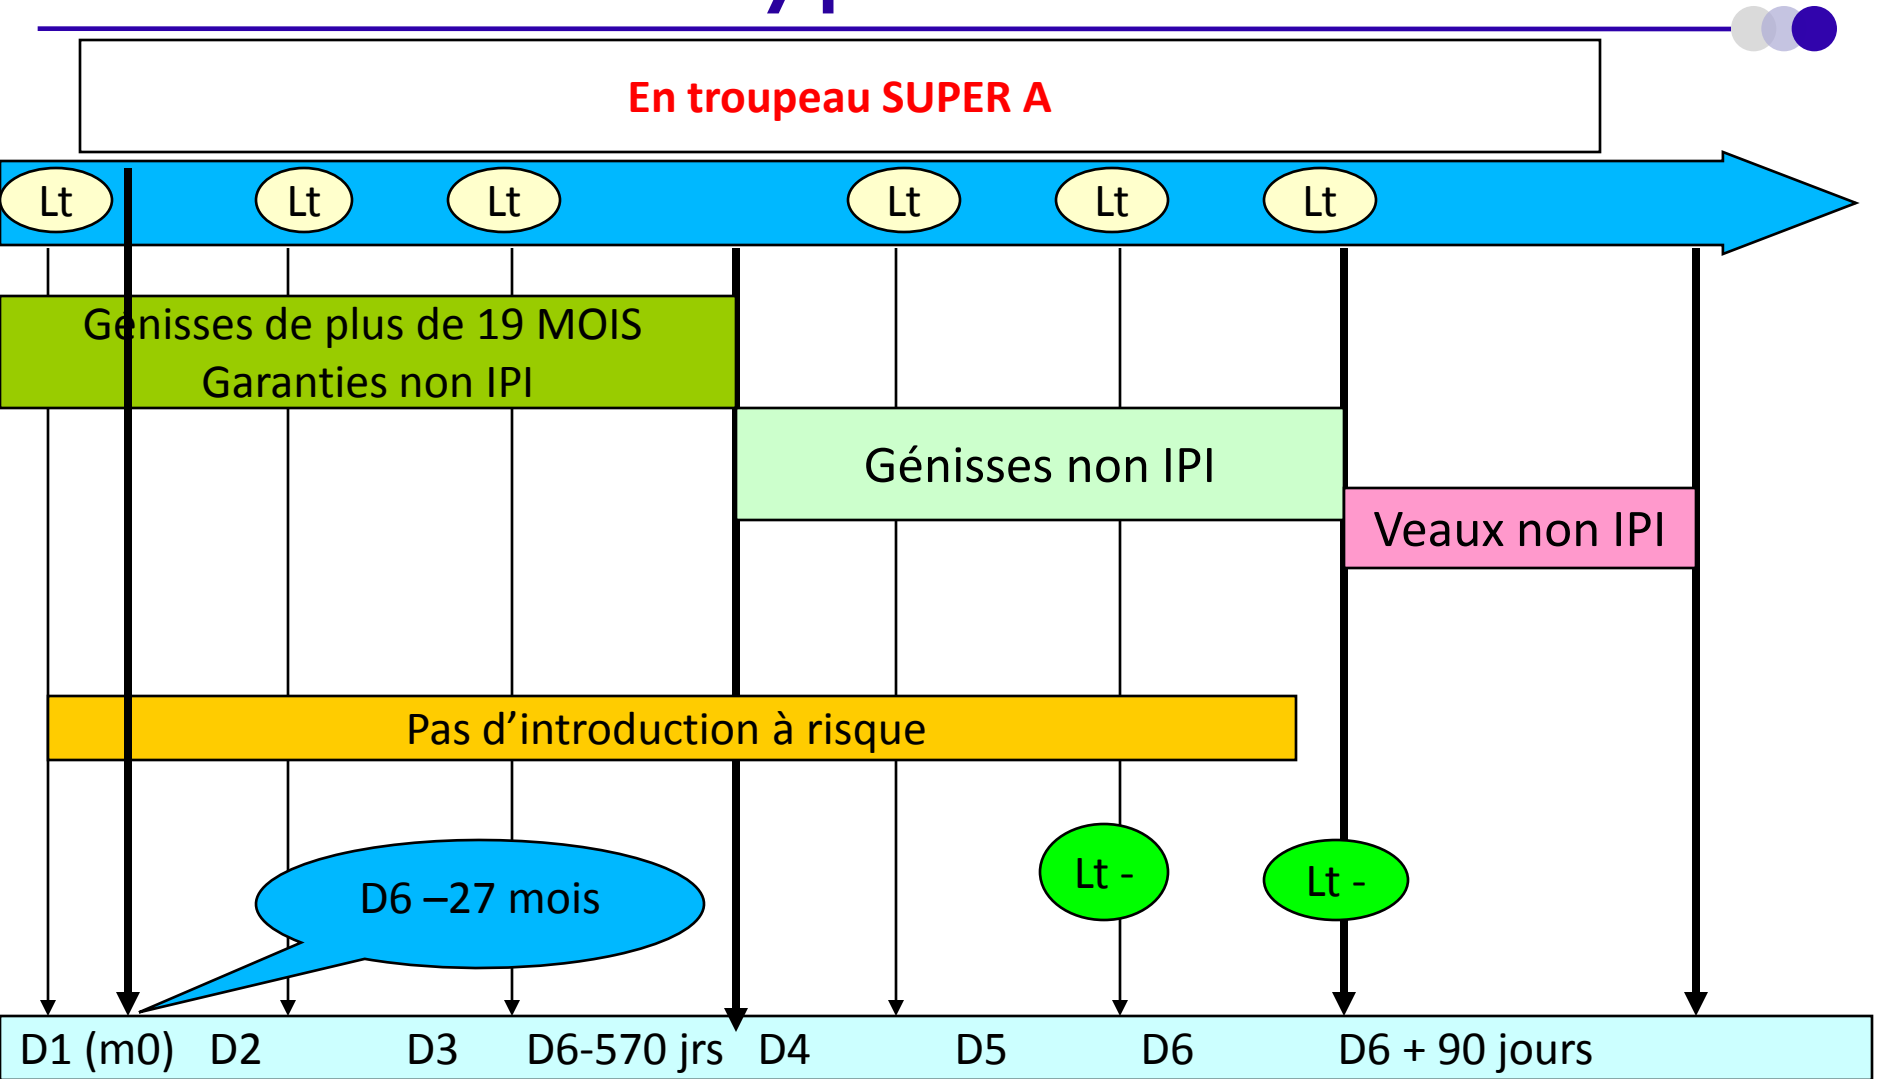 En troupeau SUPER A
Lt Lt Lt Lt Lt Lt
Génisses de plus de 19 MOIS
Garanties non IPI
Génisses non IPI
Veaux non IPI
Pas d’introduction à risque
Lt - Lt -
D6 –27 mois
D1 (m0) D2 D3 D6-570 jrs D4 D5 D6 D6 + 90 jours